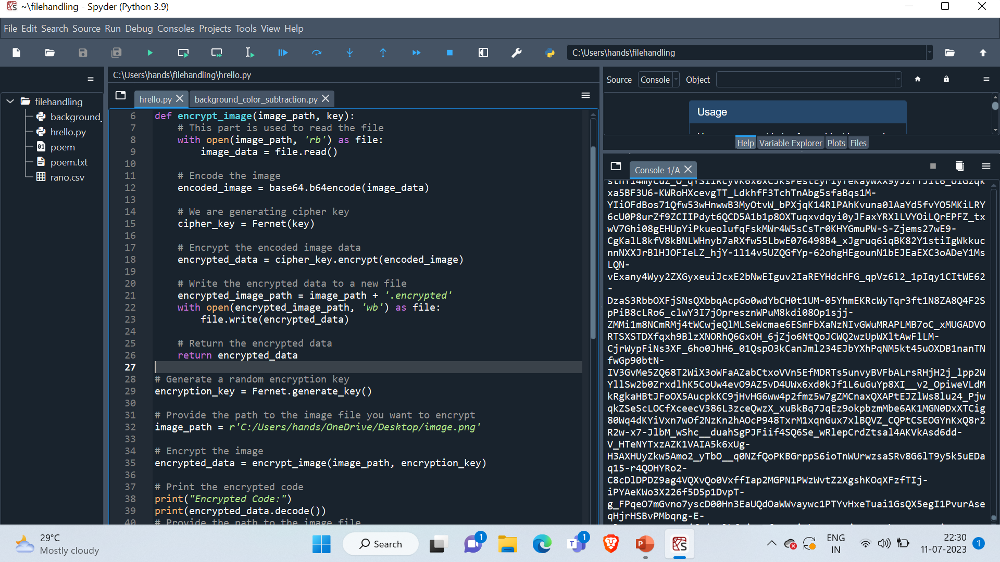 ~\filehandling - Spyder (Python 3.9)
File Edit Search Source Run Debug Consoles Projects Tools View Help
C:\Users\hands\filehandling
C:\Users\hands\filehandling\hrello.py
hrello.py
background_color_subtraction.py
filehandling
background_
hrello.py
poem
poem.txt
rano.csv
6 def encrypt_image(image_path, key):
7 # This part is used to read the file
8 with open(image_path, 'rb') as file:
9 image_data = file.read()
10
11 # Encode the image
12 encoded_image = base64.b64encode(image_data)
13
14 # We are generating cipher key
15 cipher_key = Fernet(key)
16
17 # Encrypt the encoded image data
18 encrypted_data = cipher_key.encrypt(encoded_image)
19
20 # Write the encrypted data to a new file
21 encrypted_image_path = image_path + '.encrypted'
22 with open(encrypted_image_path, 'wb') as file:
23 file.write(encrypted_data)
24
25 # Return the encrypted data
26 return encrypted_data
27
28 # Generate a random encryption key
29 encryption_key = Fernet.generate_key()
30
31 # Provide the path to the image file you want to encrypt
32 image_path = r'C:/Users/hands/OneDrive/Desktop/image.png'
33
34 # Encrypt the image
35 encrypted_data = encrypt_image(image_path, encryption_key)
36
37 # Print the encrypted code
38 print("Encrypted Code:")
39 print(encrypted_data.decode())
40 # Provide the path to the image file
Source Console Object
Usage
Help Variable Explorer Plots Files
Console 1/A
xa5BF3U6-KWRoHXcevgTT_LdkhfF3TchTnAbg5sfaBqs1M-
YIiOFdBos71Qfw53wHnwwB3MyOtvW_bPXjqK14RlPAhKvuna0lAaYd5fvYO5MKiLRY
6cU0P8urZf9ZCIIPdyt6QCD5A1b1p8OXTuqxvdqyi0yJFaxYRXlLVYOiLQrEPFZ_tx
wV7Ghi08gEHUpYiPkueolufqFskMWr4W5sCsTr0KHYGmuPW-S-Zjems27wE9-
CgKalL8kfV8kBNLWHnyb7aRXfw55LbwE076498B4_xJgruq6iqBK82Y1stiIgWkkuc
nnNXXJrBlHJOFIeLZ_hjY-1l14v5UZQGfYp-62ohgHEgounN1bEJEaEXC3oADeY1Ms
LQN-
vExany4Wyy2ZXGyxeuiJcxE2bNwEIguv2IaREYHdcHFG_qpVz6l2_1pIqy1CItWE62
-
DzaS3RbbOXFjSNsQXbbqAcpGo0wdYbCH0t1UM-05YhmEKRcWyTqr3ft1N8ZA8Q4F2S
pPiB8cLRo6_clwY3I7jOpresznWPuM8kdi08Op1sjj-
ZMMi1m8NCmRMj4tWCwjeQlMLSeWcmae6ESmFbXaNzNIvGWuMRAPLMB7oC_xMUGADVO
RTSXSTDXfqxh9BlzXNORhQ6GxOH_6jZjo6NtQoJCWQ2wzUpWXltAwFlLM-
CjrWypFiNs3XF_6ho0JhH6_01QspO3kCanJml234EJbYXhPqNM5kt45uOXDB1nanTN
fwGp90btN-
IV3GvMe5ZQ68T2WiX3oWFaAZabCtxoVVn5EfMDRTs5unvyBVFbALrsRHjH2j_lpp2W
YllSw2b0ZrxdlhK5CoUw4evO9AZ5vD4UWx6xd0kJf1L6uGuYp8XI__v2_OpiweVLdM
kRgkaHBtJFoOX5AucpkKC9jHvHG6ww4p2fmz5w7gZMCnaxQXAPtEJZlWs8lu24_Pjw
qkZSeScLOCfXceecV386L3zceQwzX_xuBkBq7JqEz9okpbzmMbe6AK1MGN0DxXTCig
80Wq4dKYiVxn7wOf2NzKn2hAOcP948TxrM1xqnGux7xlBQVZ_CQPtCSEOGYnKxQ8r2
R2w-x7-JlbM_wShc__duahSgPJFiif4SQ6Se_wRlepCrdZtsal4AKVkAsd6dd-
V_HTeNYTxzAZK1VAIA5k6xUg-
H3AXHUyZkw5Amo2_yTbO__q0NZfQoPKBGrppS6ioTnWUrwzsaSRv8G6lT9y5k5uEDa
q15-r4QOHYRo2-
C8cDlDPDZ9ag4VQXvQo0VxffIap2MGPN1PWzWvtZ2XgshKOqXFzfTIj-
iPYAeKWo3X226f5D5p1DvpT-
g_FPqeO7mGvno7yscD00Hn3EaUQdOaWWvaywc1PTYvHxeTuai1GsQX5egI1PvurAse
qHjrHSBvPMbqng-E-
29°C
Mostly cloudy
Search
1
1
ENG
IN
22:30
11-07-2023
1